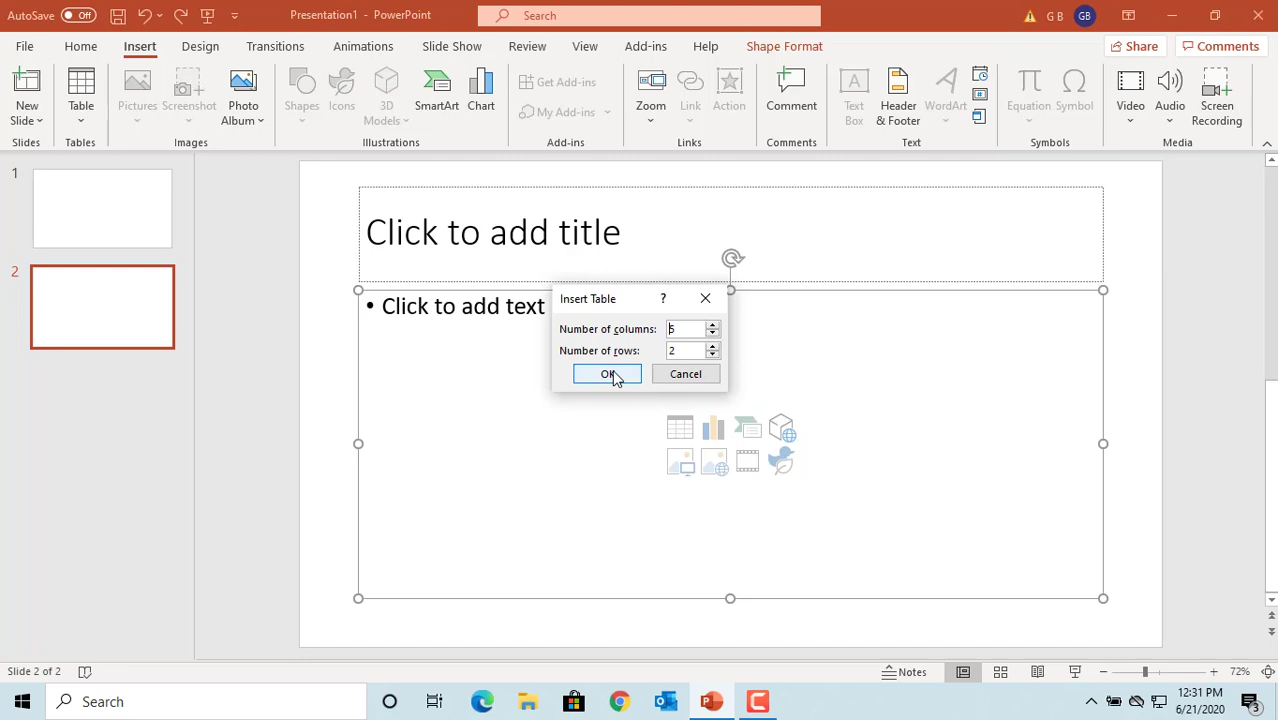 AutoSave Off
Presentation1 - PowerPoint
Search
G B
GB
File Home Insert Design Transitions Animations Slide Show Review View Add-ins Help Shape Format
Share Comments
New Slide
Table
Pictures
Screenshot
Photo Album
Shapes
Icons
3D Models
SmartArt
Chart
Get Add-ins
My Add-ins
Zoom
Link
Action
Comment
Text Box
Header & Footer
WordArt
Equation
Symbol
Video
Audio
Screen Recording
Slides Tables Images Illustrations Add-ins Links Comments Text Symbols Media
1
2
Click to add title
• Click to add text
Insert Table ?
Number of columns: 5
Number of rows: 2
OK Cancel
Slide 2 of 2
Notes
72%
Search
12:31 PM
6/21/2020
3